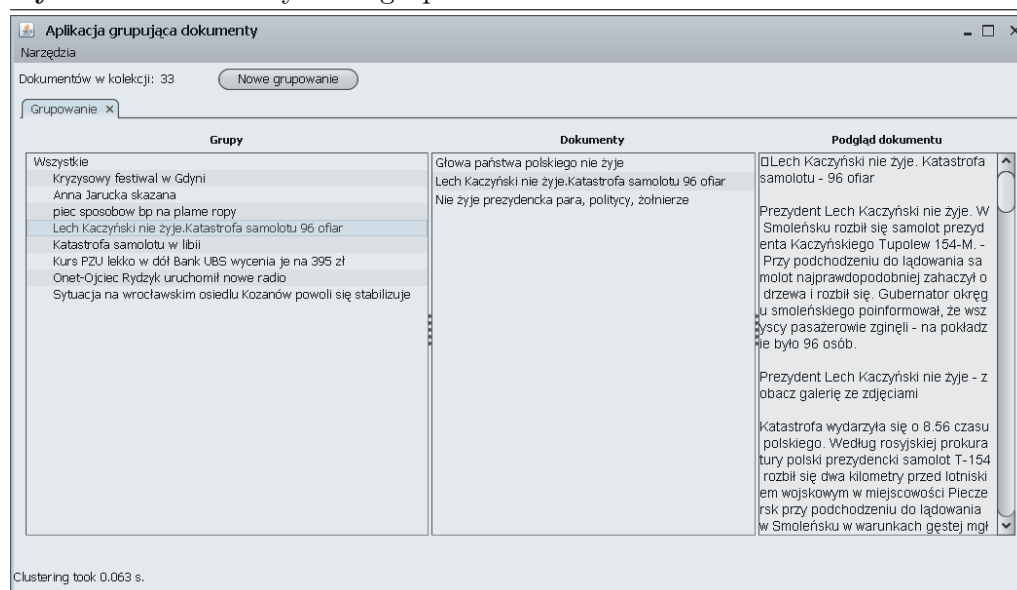 Aplikacja grupująca dokumenty
Narzędzia
Dokumentów w kolekcji: 33
Nowe grupowanie
Grupowanie
Grupy
Wszystkie
Kryzysowy festiwal w Gdyni
Anna Jarucka skazana
piec sposobow bp na plame ropy
Lech Kaczyński nie żyje.Katastrofa samolotu 96 ofiar
Katastrofa samolotu w libii
Kurs PZU lekko w dół Bank UBS wycenia je na 395 zł
Onet-Ojciec Rydzyk uruchomił nowe radio
Sytuacja na wrocławskim osiedlu Kozanów powoli się stabilizuje
Dokumenty
Głowa państwa polskiego nie żyje
Lech Kaczyński nie żyje.Katastrofa samolotu 96 ofiar
Nie żyje prezydencka para, politycy, żołnierze
Podgląd dokumentu
Lech Kaczyński nie żyje. Katastrofa
samolotu - 96 ofiar
Prezydent Lech Kaczyński nie żyje. W
Smoleńsku rozbił się samolot prezyd
enta Kaczyńskiego Tupolew 154-M. -
Przy podchodzeniu do lądowania sa
molot najprawdopodobniej zahaczył o
drzewa i rozbił się. Gubernator okręg
u smoleńskiego poinformował, że wsz
yscy pasażerowie zginęli - na pokładz
ie było 96 osób.
Prezydent Lech Kaczyński nie żyje - z
obacz galerię ze zdjęciami
Katastrofa wydarzyła się o 8.56 czasu
polskiego. Według rosyjskiej prokura
tury polski prezydencki samolot T-154
rozbił się dwa kilometry przed lotniski
em wojskowym w miejscowości Piecze
rsk przy podchodzeniu do lądowania
w Smoleńsku w warunkach gęstej mgł
Clustering took 0.063 s.